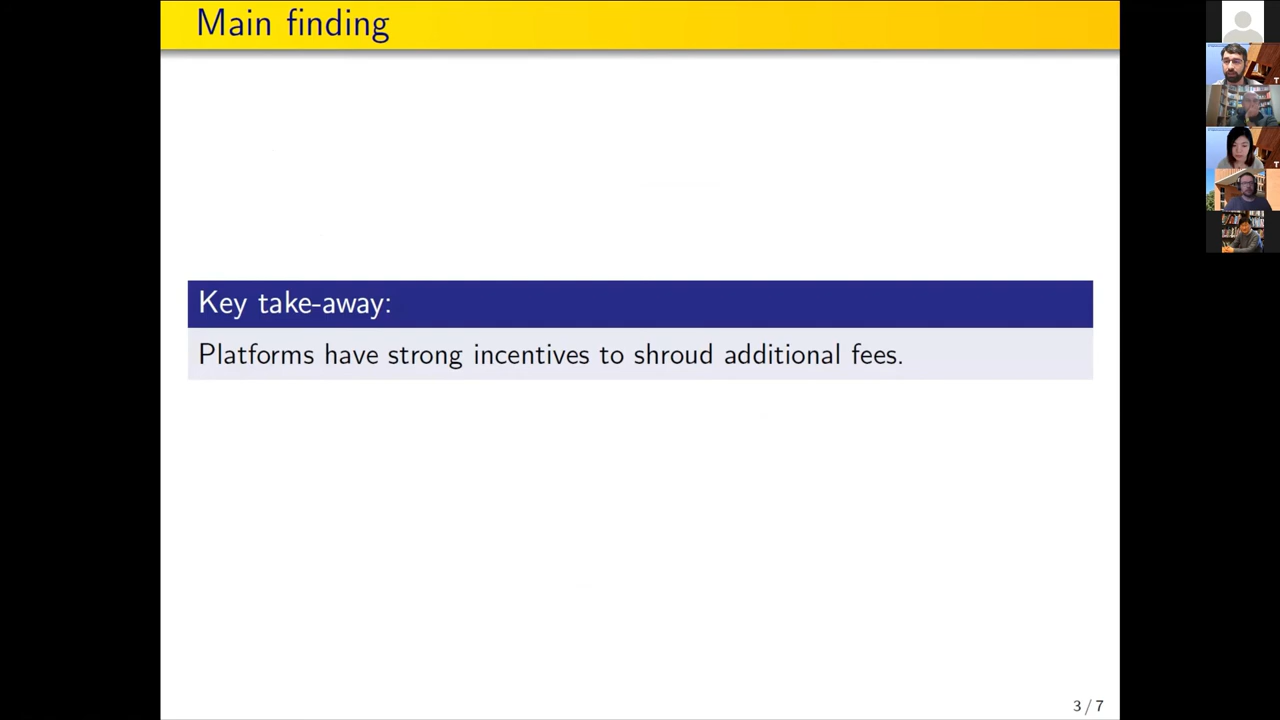 Main finding
Key take-away:
Platforms have strong incentives to shroud additional fees.
3 / 7
T
T